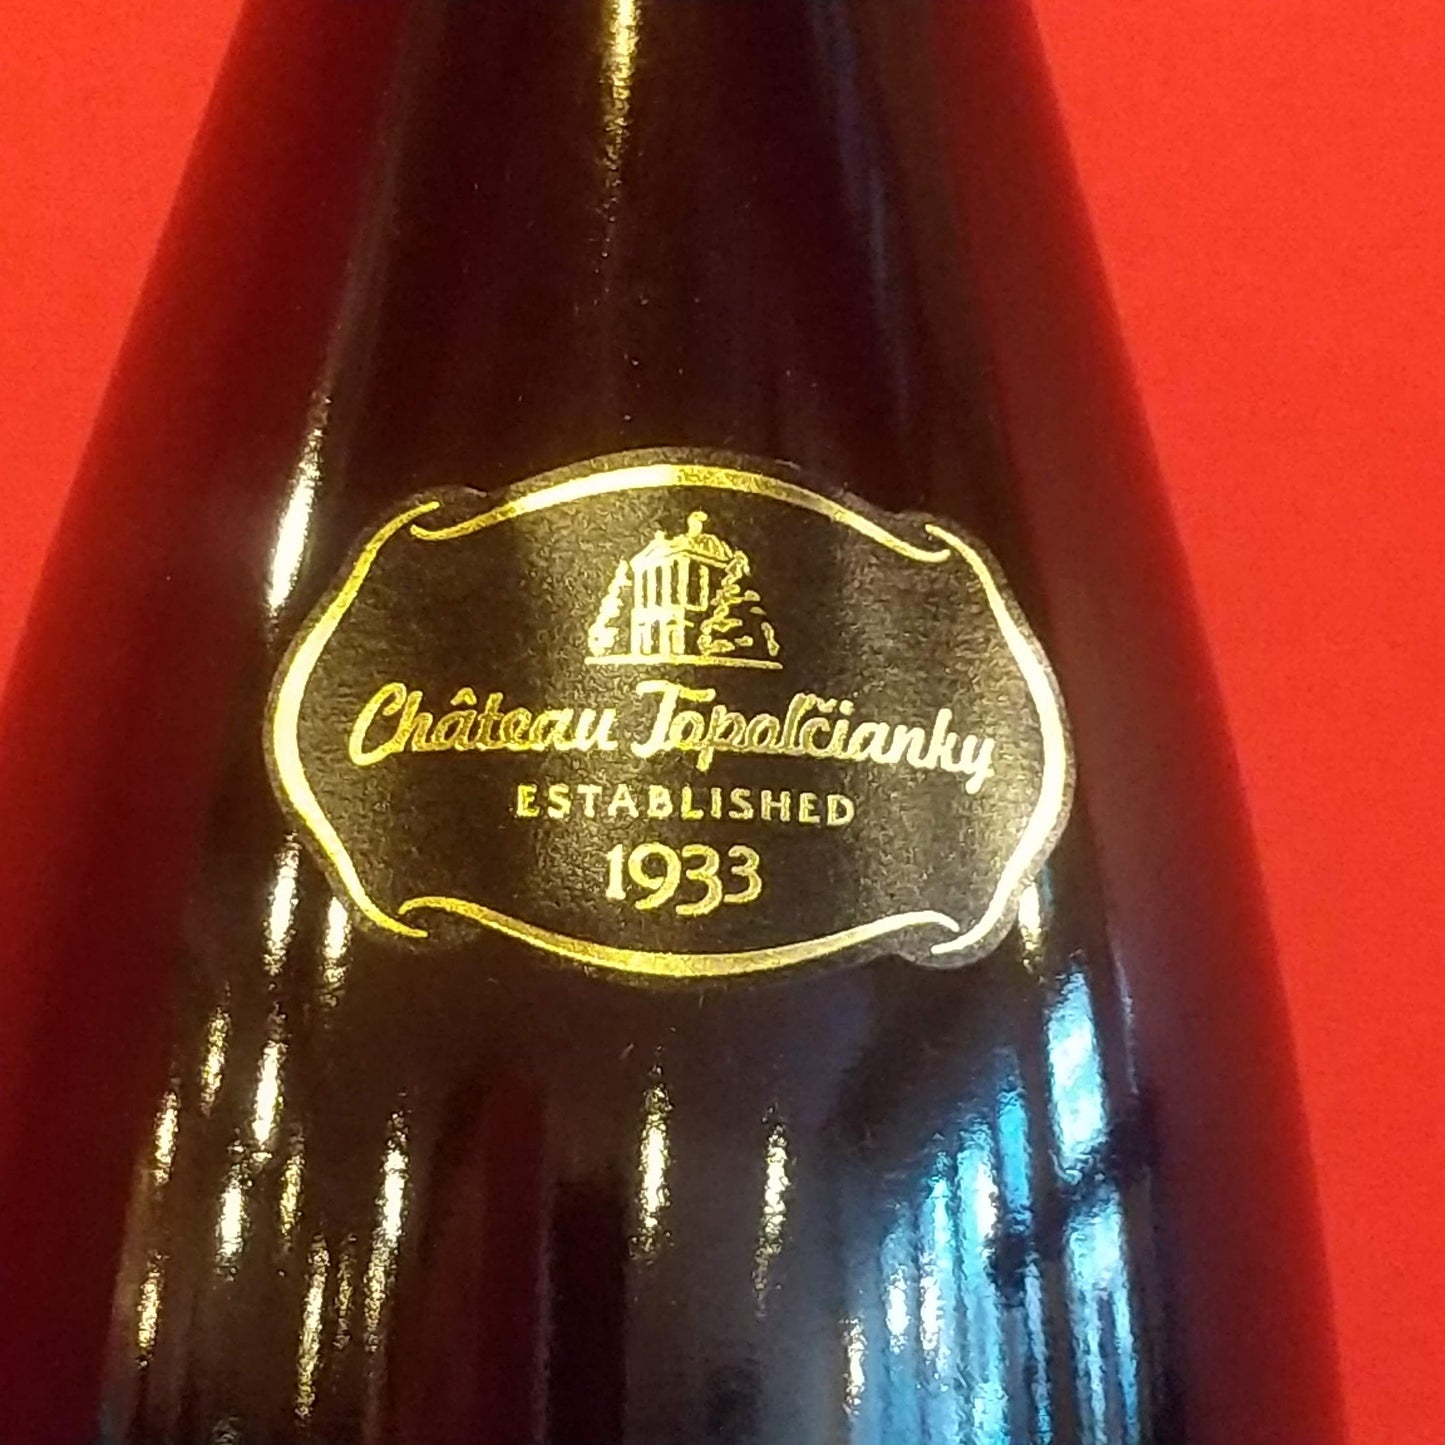 Château Topoľčianky
ESTABLISHED
1933